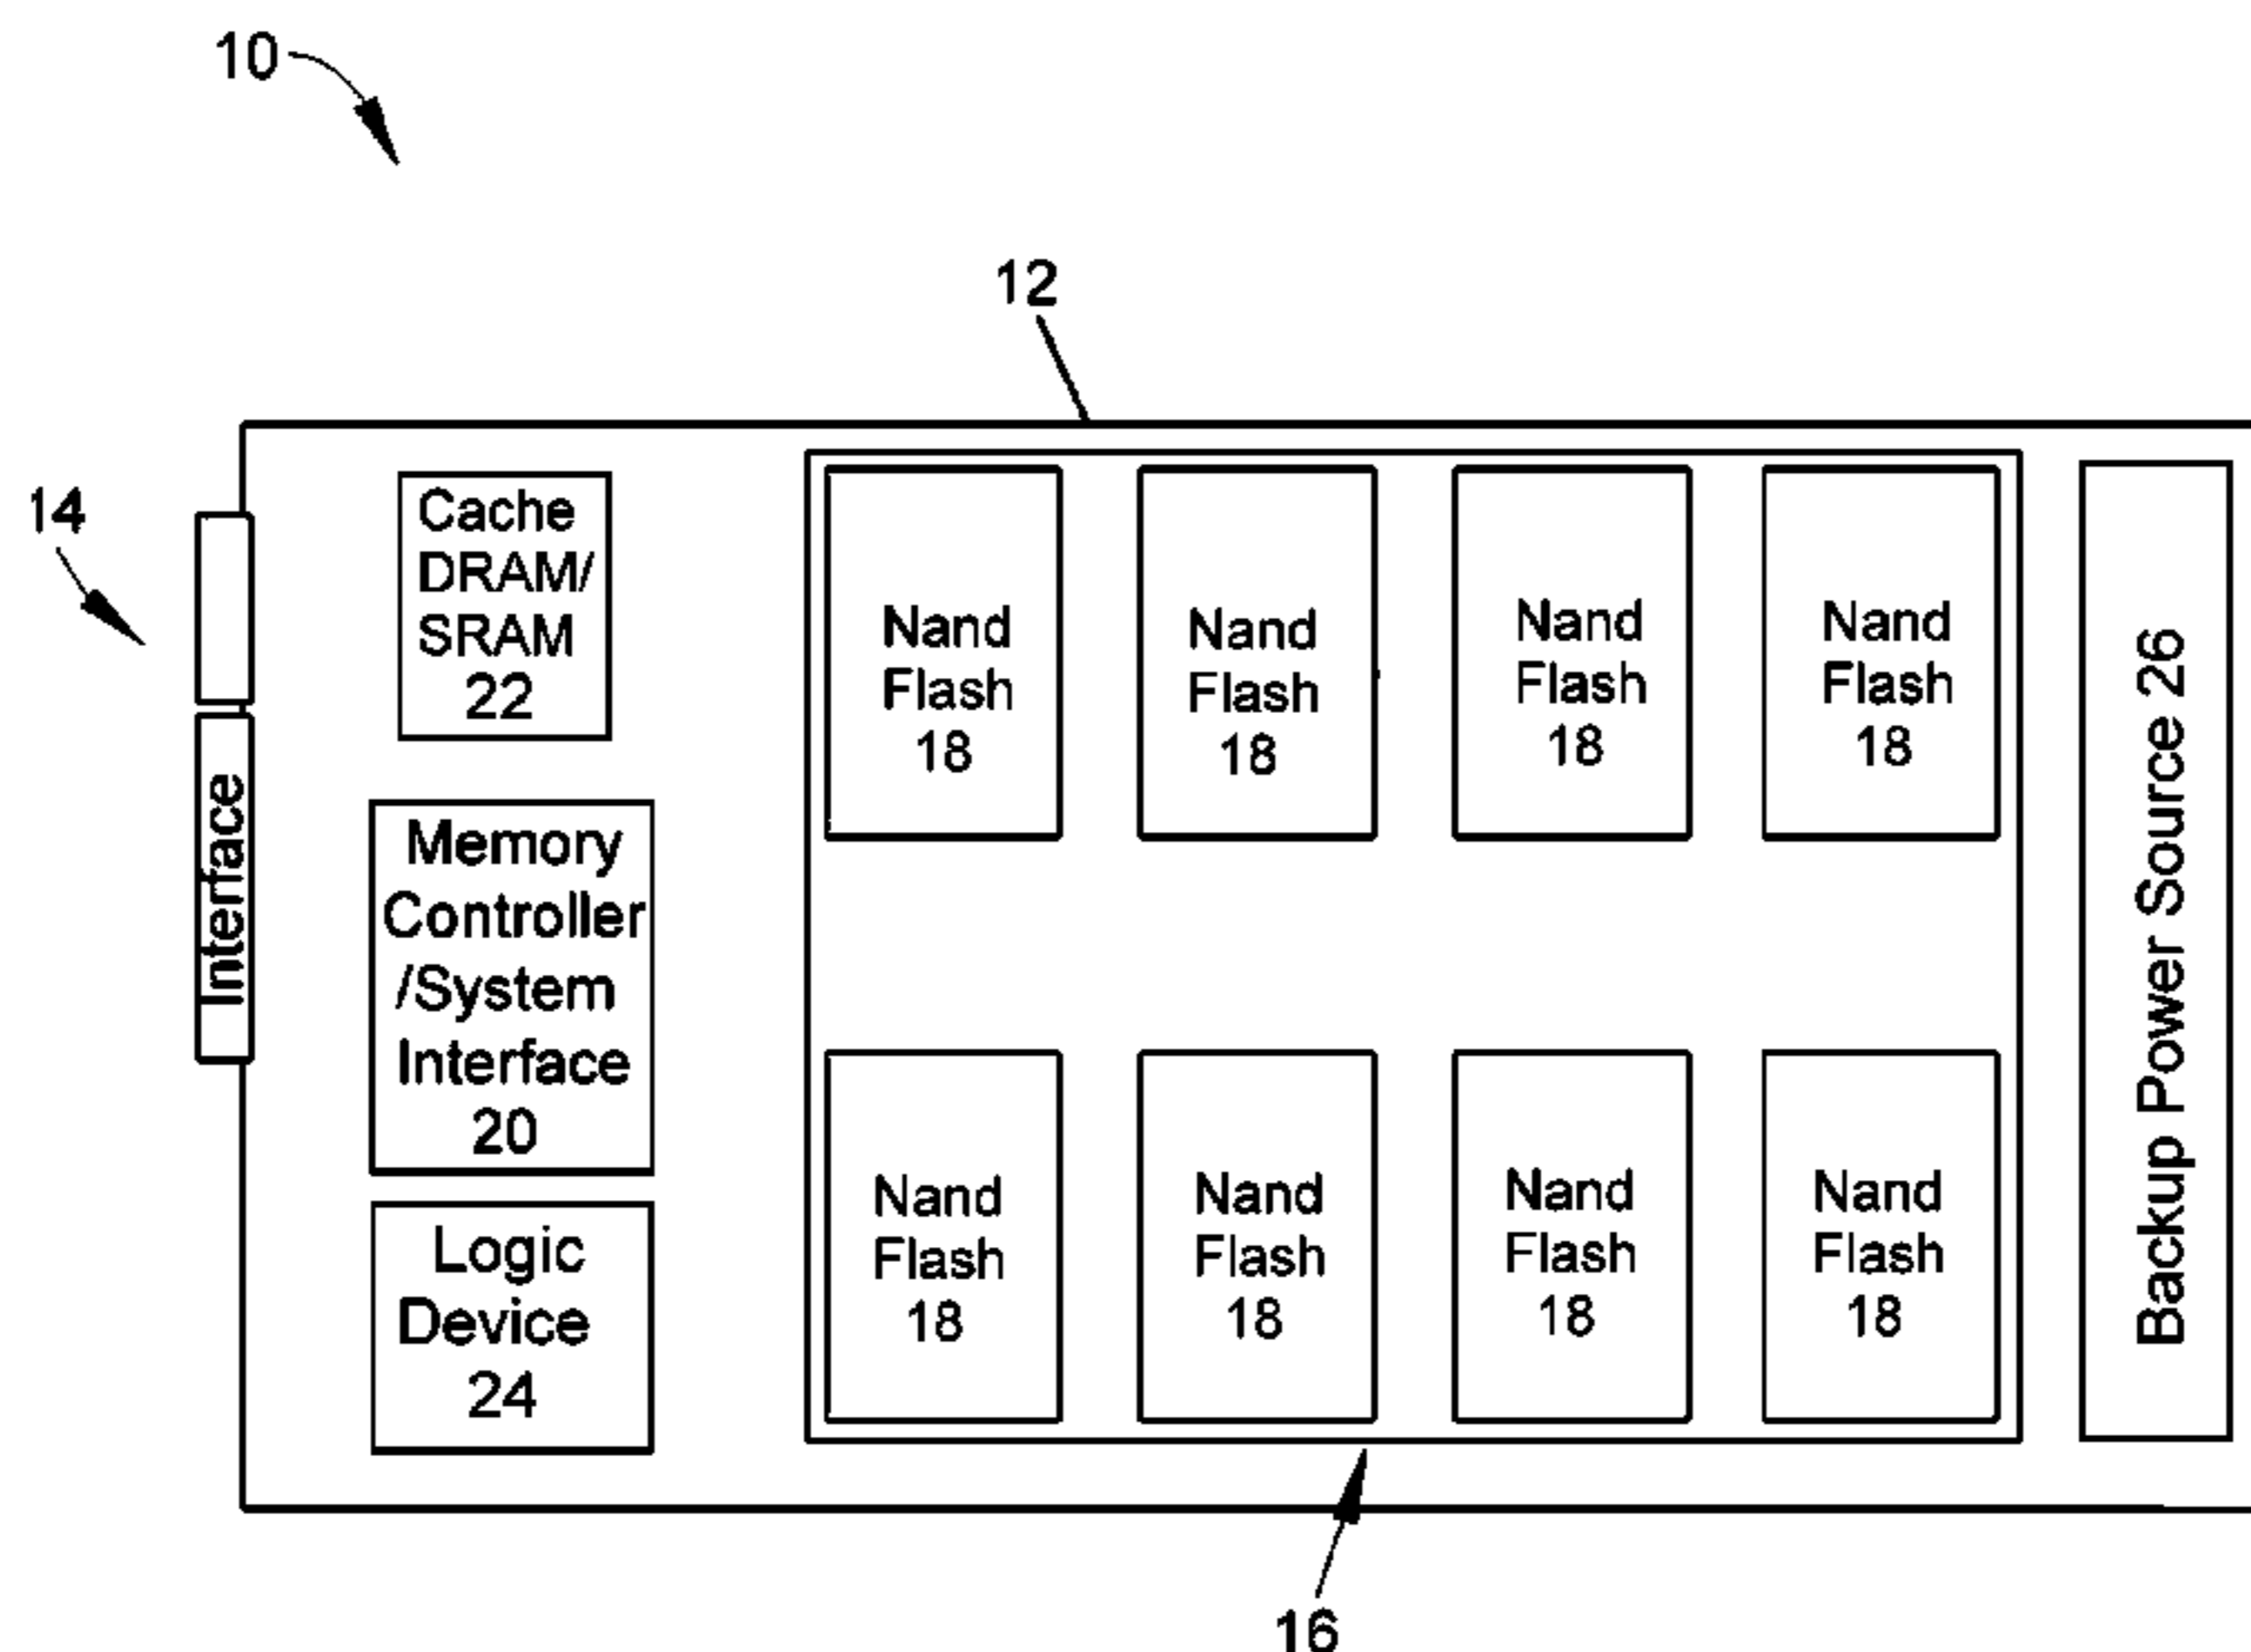 10
12
14
Interface
Cache
DRAM/
SRAM
22
Memory
Controller
/System
Interface
20
Logic
Device
24
Nand
Flash
18
Nand
Flash
18
Nand
Flash
18
Nand
Flash
18
Nand
Flash
18
Nand
Flash
18
Nand
Flash
18
Nand
Flash
18
Backup Power Source 26
16